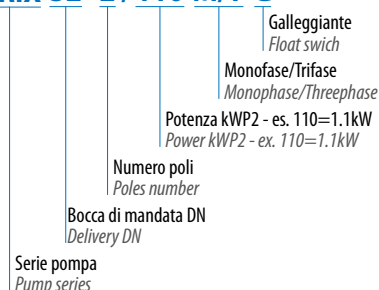 Galleggiante
Float swich
Monofase/Trifase
Monophase/Threephase
Potenza kWP2 - es. 110=1.1kW
Power kWP2 - ex. 110=1.1kW
Numero poli
Poles number
Bocca di mandata DN
Delivery DN
Serie pompa
Pump series